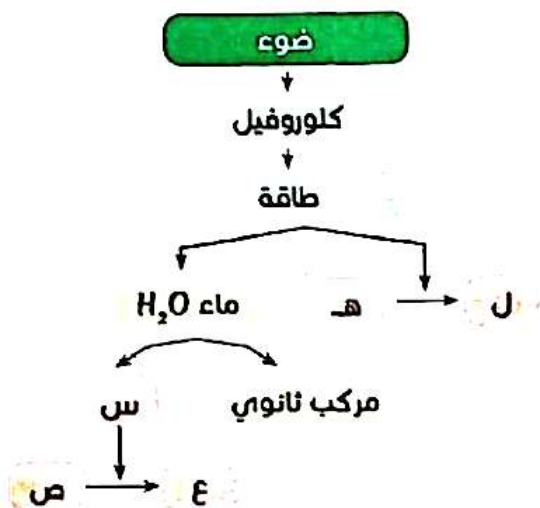 ضوء
كلوروفيل
طاقة
ماء H₂O هـ ل
س مركب ثانوي
ص ع